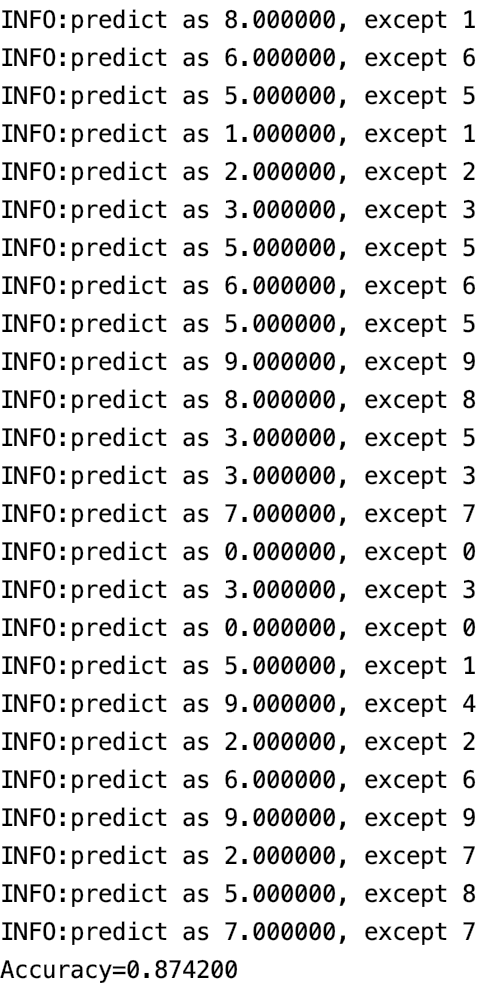 INFO:predict as 8.000000, except 1
INFO:predict as 6.000000, except 6
INFO:predict as 5.000000, except 5
INFO:predict as 1.000000, except 1
INFO:predict as 2.000000, except 2
INFO:predict as 3.000000, except 3
INFO:predict as 5.000000, except 5
INFO:predict as 6.000000, except 6
INFO:predict as 5.000000, except 5
INFO:predict as 9.000000, except 9
INFO:predict as 8.000000, except 8
INFO:predict as 3.000000, except 5
INFO:predict as 3.000000, except 3
INFO:predict as 7.000000, except 7
INFO:predict as 0.000000, except 0
INFO:predict as 3.000000, except 3
INFO:predict as 0.000000, except 0
INFO:predict as 5.000000, except 1
INFO:predict as 9.000000, except 4
INFO:predict as 2.000000, except 2
INFO:predict as 6.000000, except 6
INFO:predict as 9.000000, except 9
INFO:predict as 2.000000, except 7
INFO:predict as 5.000000, except 8
INFO:predict as 7.000000, except 7
Accuracy=0.874200